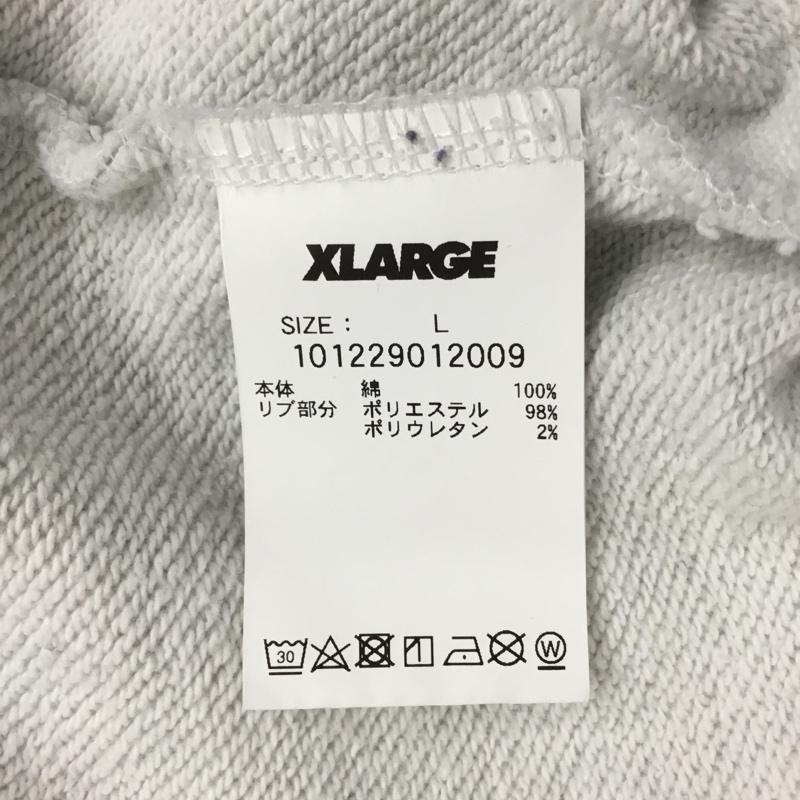 XLARGE
SIZE : L
101229012009
本体 綿 100%
リブ部分 ポリエステル 98%
ポリウレタン 2%
30
W